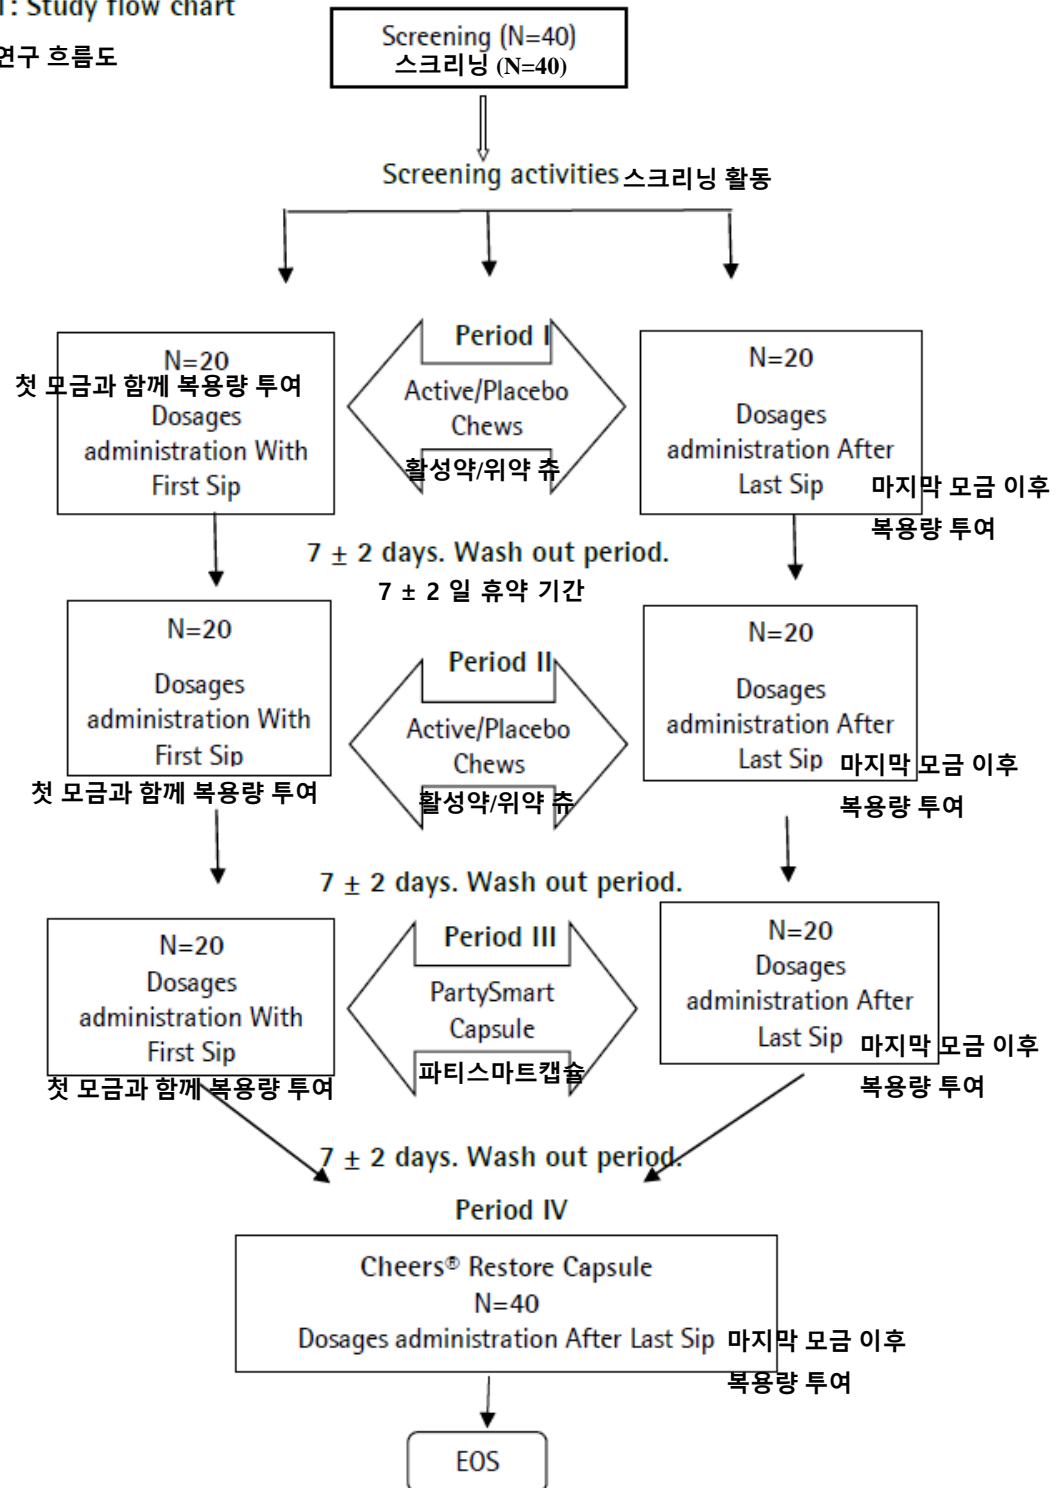 1: Study flow chart
연구 흐름도
Screening (N=40)
스크리닝 (N=40)
Screening activities 스크리닝 활동
N=20
첫 모금과 함께 복용량 투여
Dosages
administration With
First Sip
Period I
Active/Placebo
Chews
활성약/위약 츄
N=20
Dosages
administration After
Last Sip
마지막 모금 이후
복용량 투여
7 ± 2 days. Wash out period.
7 ± 2 일 휴약 기간
N=20
Dosages
administration With
First Sip
첫 모금과 함께 복용량 투여
Period II
Active/Placebo
Chews
활성약/위약 츄
N=20
Dosages
administration After
Last Sip
마지막 모금 이후
복용량 투여
7 ± 2 days. Wash out period.
N=20
Dosages
administration With
First Sip
첫 모금과 함께 복용량 투여
Period III
PartySmart
Capsule
파티스마트캡슐
N=20
Dosages
administration After
Last Sip
마지막 모금 이후
복용량 투여
7 ± 2 days. Wash out period.
Period IV
Cheers® Restore Capsule
N=40
Dosages administration After Last Sip
마지막 모금 이후
복용량 투여
EOS